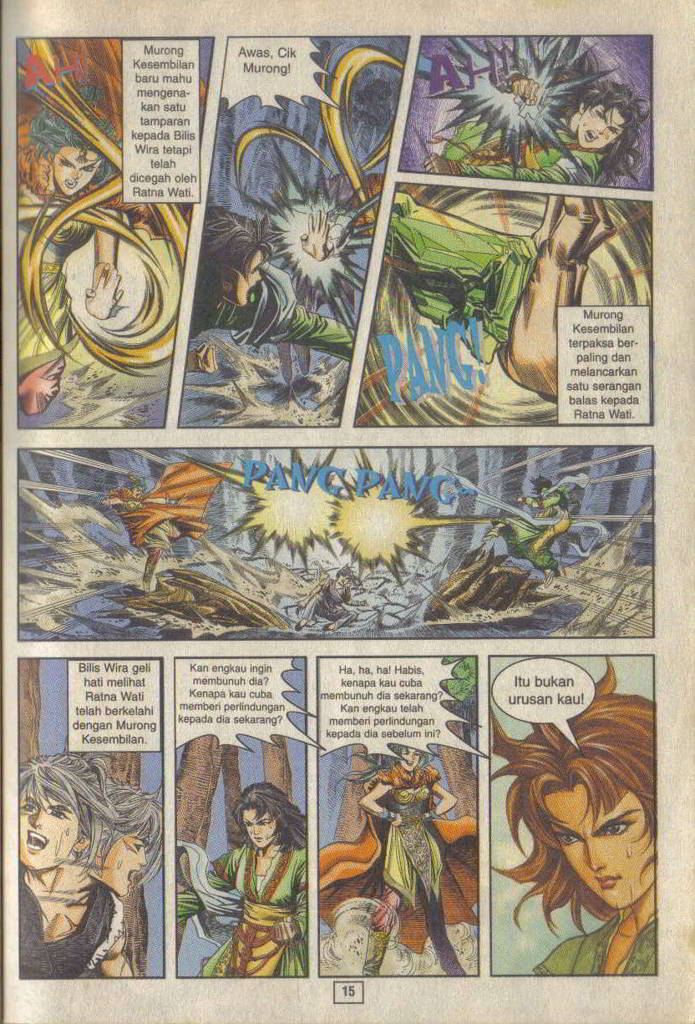 AH!
Murong
Kesembilan
baru mahu
mengena-
kan satu
tamparan
kepada Bilis
Wira tetapi
telah
dicegah oleh
Ratna Wati.
Awas, Cik
Murong!
AH!
PANG!
Murong
Kesembilan
terpaksa ber-
paling dan
melancarkan
satu serangan
balas kepada
Ratna Wati.
PANG PANG
Bilis Wira geli
hati melihat
Ratna Wati
telah berkelahi
dengan Murong
Kesembilan.
Kan engkau ingin
membunuh dia?
Kenapa kau cuba
memberi perlindungan
kepada dia sekarang?
Ha, ha, ha! Habis,
kenapa kau cuba
membunuh dia sekarang?
Kan engkau telah
memberi perlindungan
kepada dia sebelum ini?
Itu bukan
urusan kau!
15